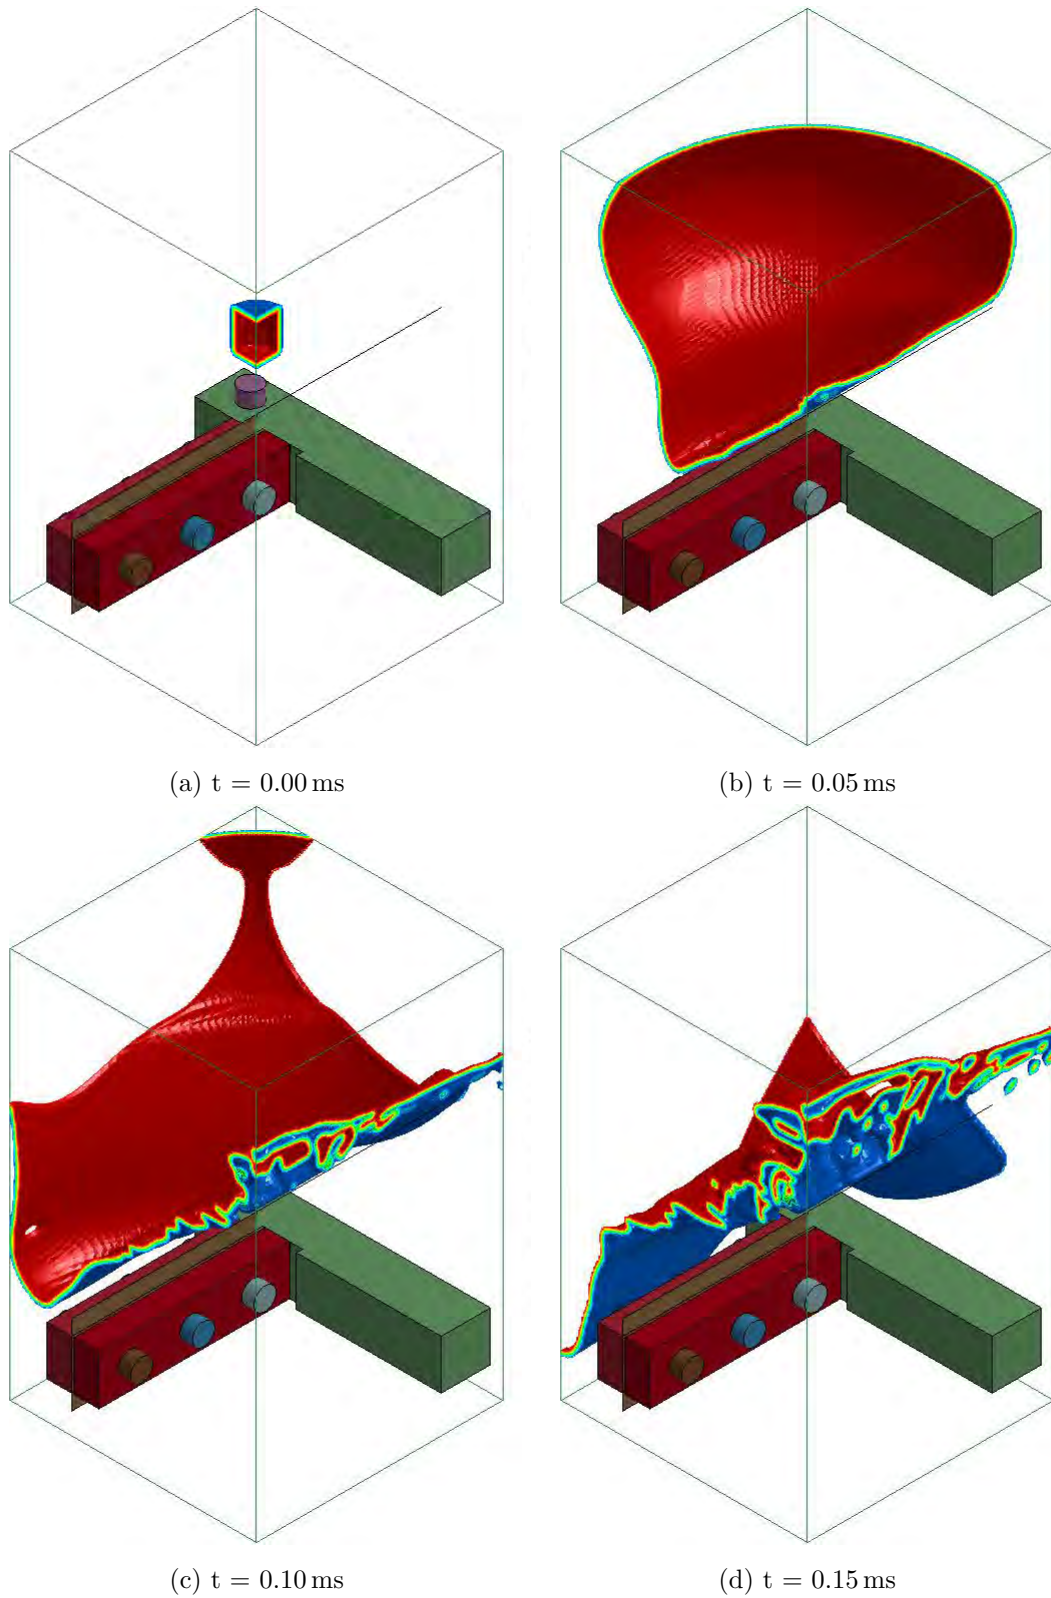 (a) t = 0.00 ms
(b) t = 0.05 ms
(c) t = 0.10 ms
(d) t = 0.15 ms